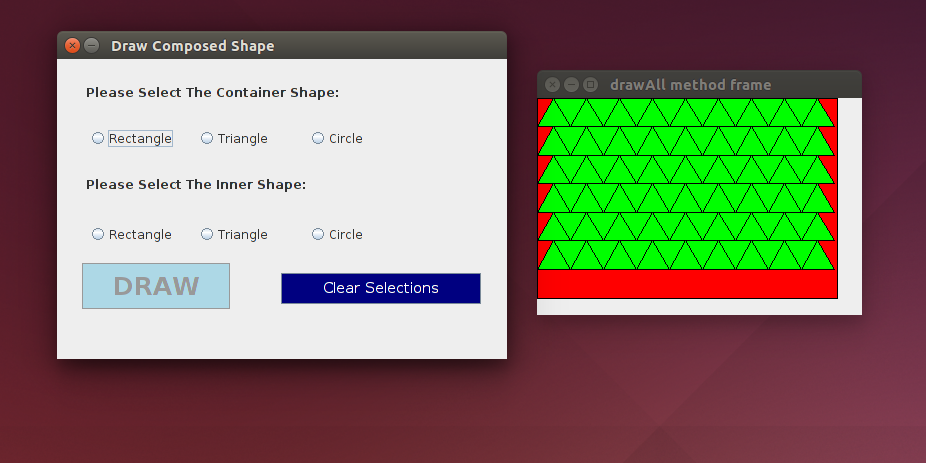 Draw Composed Shape
Please Select The Container Shape:
Rectangle Triangle Circle
Please Select The Inner Shape:
Rectangle Triangle Circle
DRAW Clear Selections
drawAll method frame